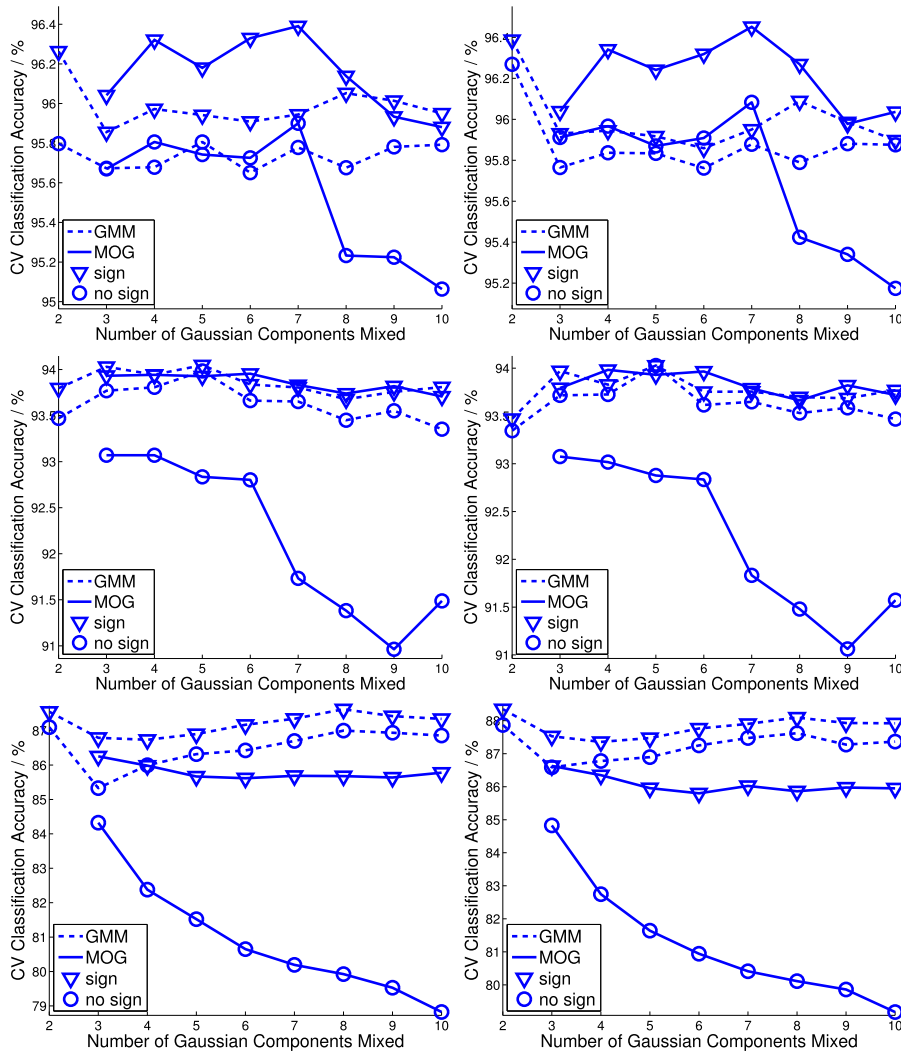 CV Classification Accuracy / %
96.4
96.2
96
95.8
95.6
95.4
95.2
95
GMM
MOG
sign
no sign
2 3 4 5 6 7 8 9 10
Number of Gaussian Components Mixed
CV Classification Accuracy / %
96.4
96.2
96
95.8
95.6
95.4
95.2
GMM
MOG
sign
no sign
2 3 4 5 6 7 8 9 10
Number of Gaussian Components Mixed
CV Classification Accuracy / %
94
93.5
93
92.5
92
91.5
91
GMM
MOG
sign
no sign
2 3 4 5 6 7 8 9 10
Number of Gaussian Components Mixed
CV Classification Accuracy / %
94
93.5
93
92.5
92
91.5
91
GMM
MOG
sign
no sign
2 3 4 5 6 7 8 9 10
Number of Gaussian Components Mixed
CV Classification Accuracy / %
87
86
85
84
83
82
81
80
79
GMM
MOG
sign
no sign
2 3 4 5 6 7 8 9 10
Number of Gaussian Components Mixed
CV Classification Accuracy / %
88
87
86
85
84
83
82
81
80
GMM
MOG
sign
no sign
2 3 4 5 6 7 8 9 10
Number of Gaussian Components Mixed